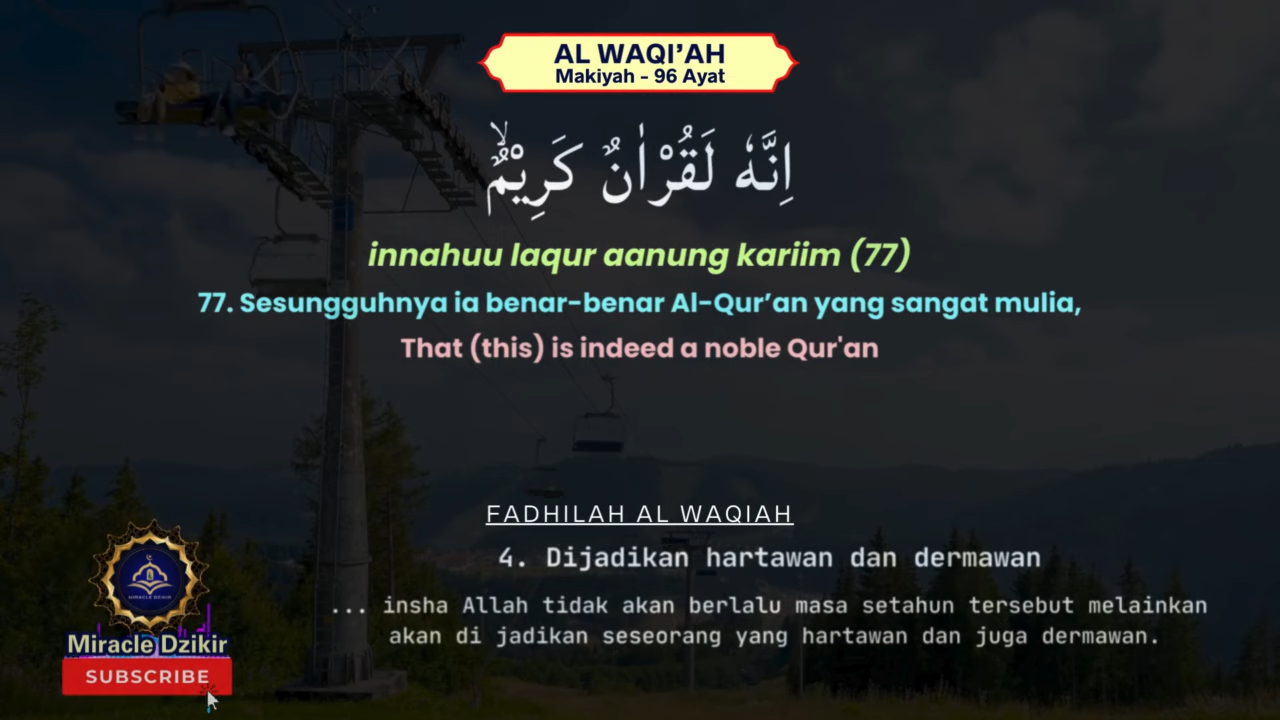 AL WAQI’AH
Makiyah - 96 Ayat
اِنَّهٗ لَقُرْاٰنٌ كَرِيْمٌۙ
innahuu laqur aanung kariim (77)
77. Sesungguhnya ia benar-benar Al-Qur’an yang sangat mulia,
That (this) is indeed a noble Qur'an
FADHILAH AL WAQIAH
4. Dijadikan hartawan dan dermawan
... insha Allah tidak akan berlalu masa setahun tersebut melainkan
akan di jadikan seseorang yang hartawan dan juga dermawan.
MIRACLE DZIKIR
Miracle Dzikir
SUBSCRIBE